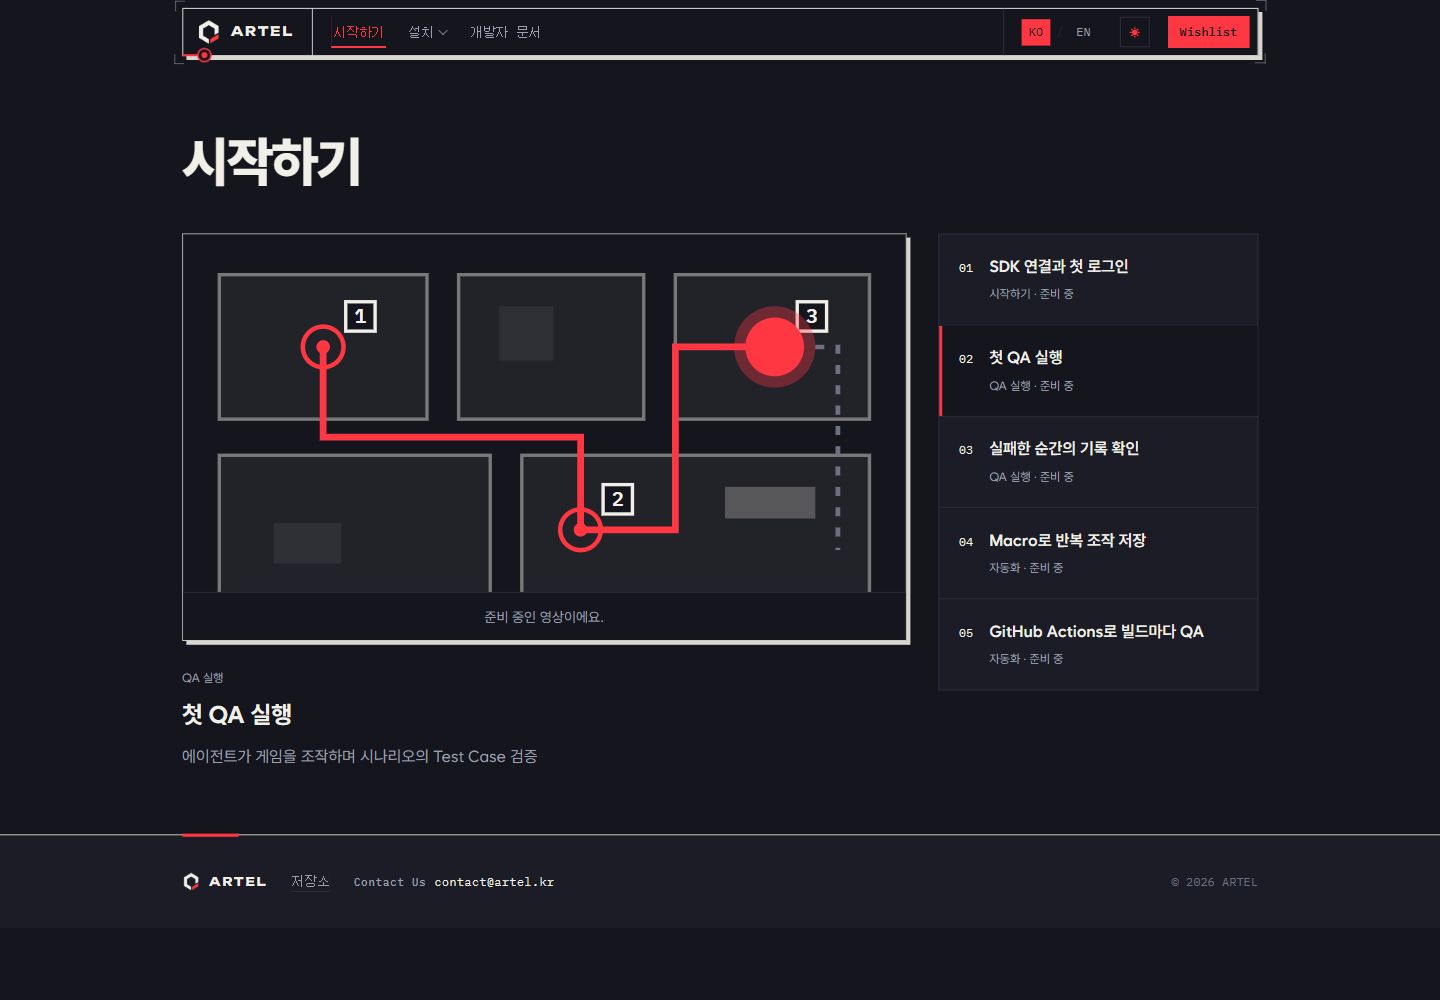 ARTEL
시작하기
설치
개발자 문서
KO / EN
Wishlist
시작하기
1
2
3
준비 중인 영상이에요.
QA 실행
첫 QA 실행
에이전트가 게임을 조작하며 시나리오의 Test Case 검증
01 SDK 연결과 첫 로그인
시작하기 · 준비 중
02 첫 QA 실행
QA 실행 · 준비 중
03 실패한 순간의 기록 확인
QA 실행 · 준비 중
04 Macro로 반복 조작 저장
자동화 · 준비 중
05 GitHub Actions로 빌드마다 QA
자동화 · 준비 중
ARTEL
저장소
Contact Us contact@artel.kr
© 2026 ARTEL